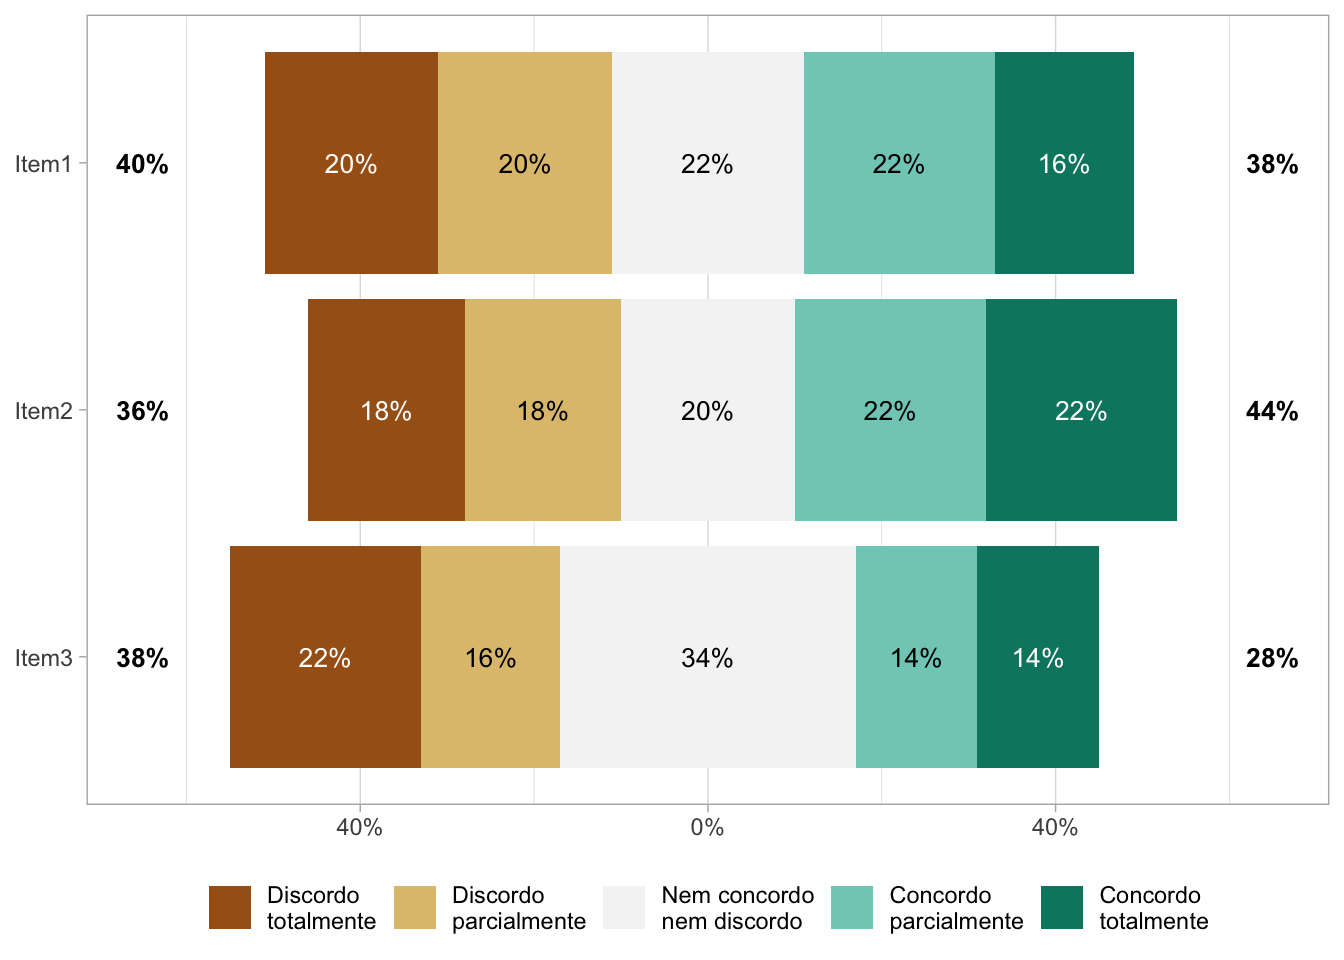 Item1 40% 20% 20% 22% 22% 16% 38%
Item2 36% 18% 18% 20% 22% 22% 44%
Item3 38% 22% 16% 34% 14% 14% 28%
40% 0% 40%
Discordo
totalmente
Discordo
parcialmente
Nem concordo
nem discordo
Concordo
parcialmente
Concordo
totalmente